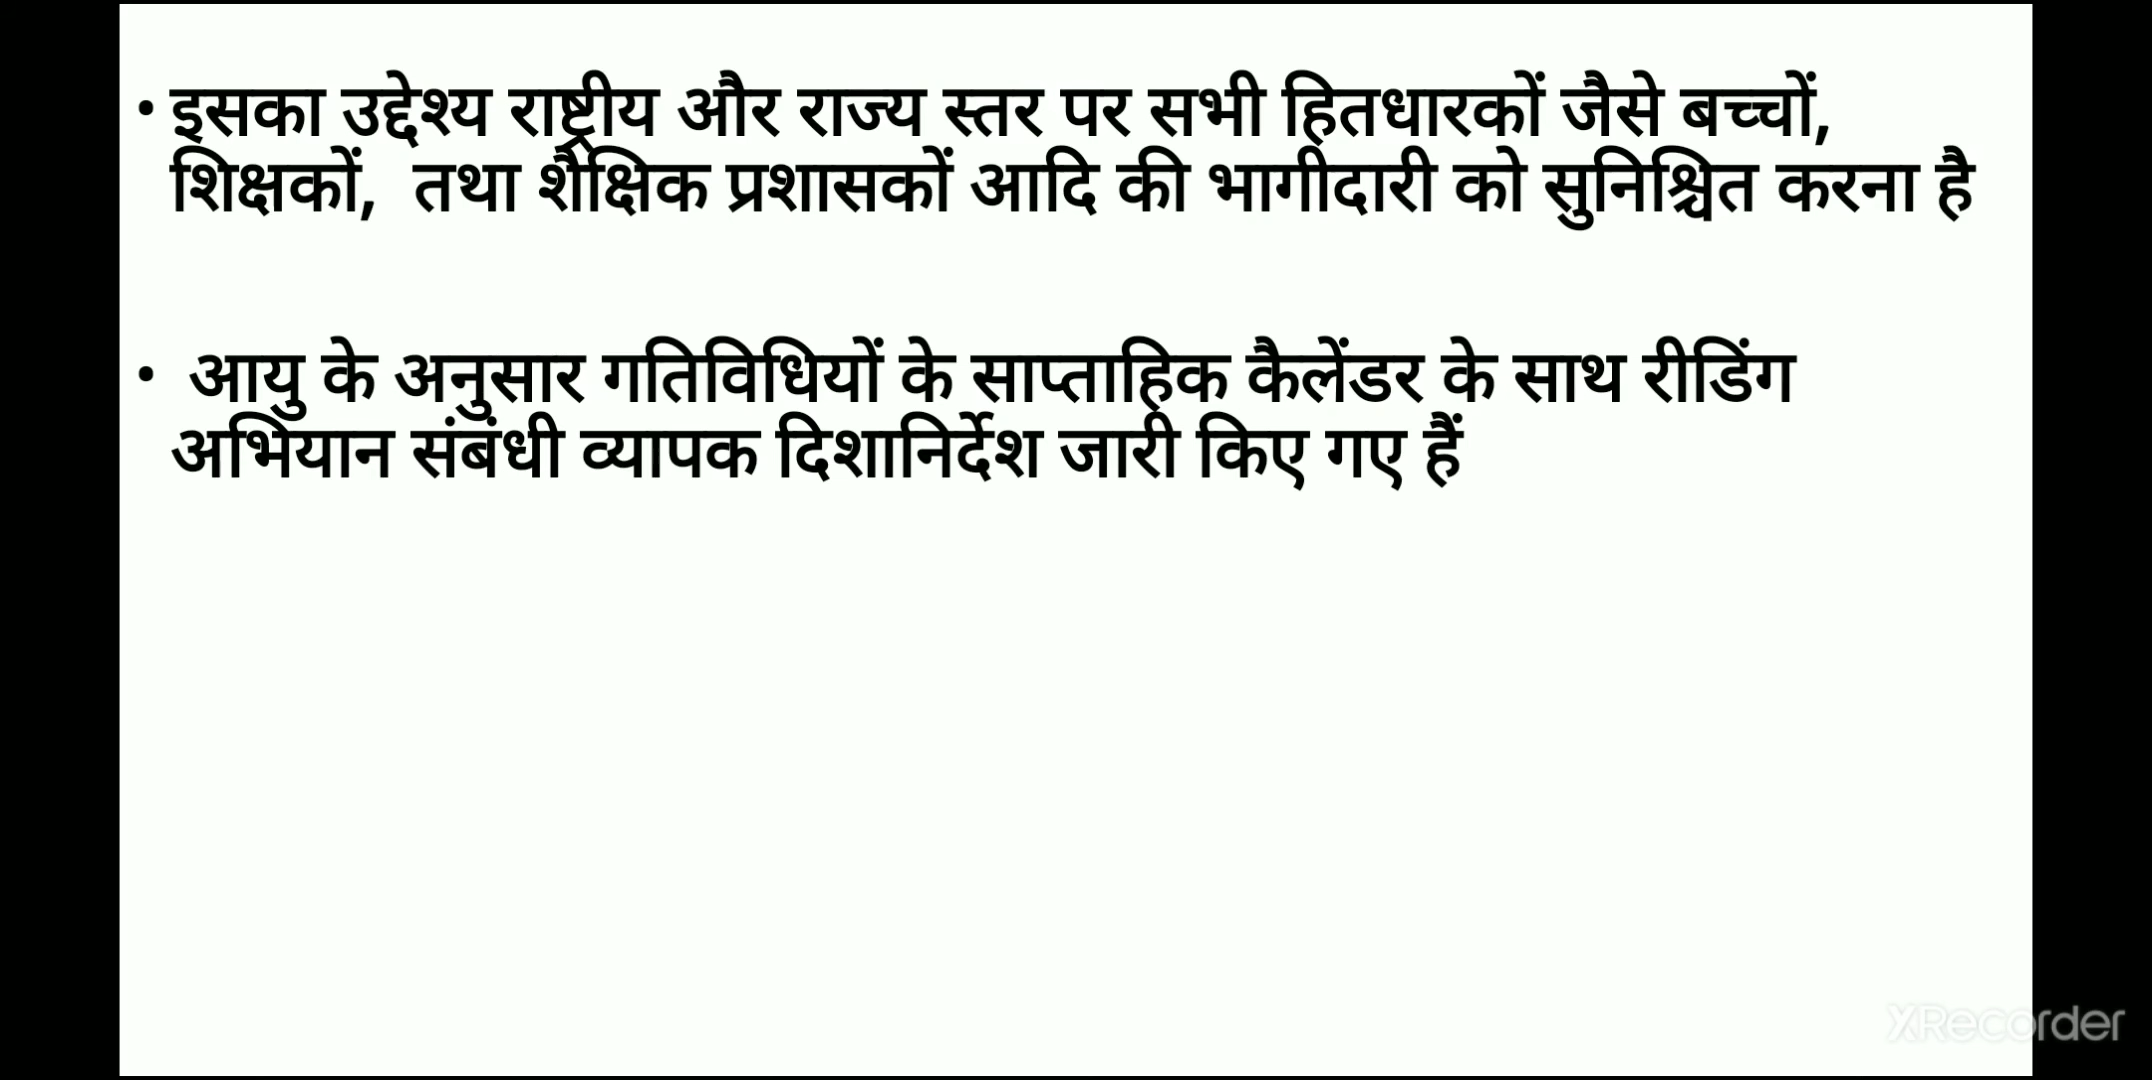 • इसका उद्देश्य राष्ट्रीय और राज्य स्तर पर सभी हितधारकों जैसे बच्चों,
शिक्षकों, तथा शैक्षिक प्रशासकों आदि की भागीदारी को सुनिश्चित करना है
• आयु के अनुसार गतिविधियों के साप्ताहिक कैलेंडर के साथ रीडिंग
अभियान संबंधी व्यापक दिशानिर्देश जारी किए गए हैं
XRecorder